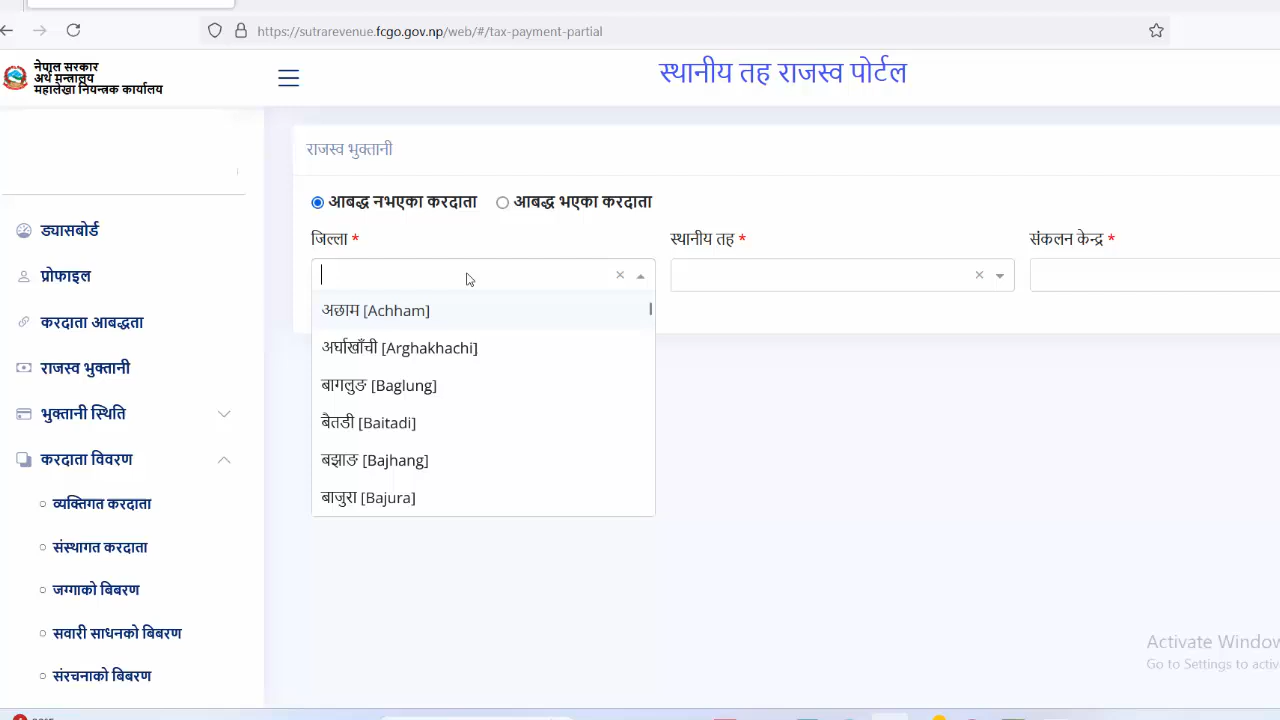 https://sutrarevenue.fcgo.gov.np/web/#/tax-payment-partial
नेपाल सरकार
अर्थ मन्त्रालय
महालेखा नियन्त्रक कार्यालय
स्थानीय तह राजस्व पोर्टल
राजस्व भुक्तानी
आबद्ध नभएका करदाता
आबद्ध भएका करदाता
जिल्ला *
स्थानीय तह *
संकलन केन्द्र *
अछाम [Achham]
अर्घाखाँची [Arghakhachi]
बागलुङ [Baglung]
बैतडी [Baitadi]
बझाङ [Bajhang]
बाजुरा [Bajura]
ड्यासबोर्ड
प्रोफाइल
करदाता आबद्धता
राजस्व भुक्तानी
भुक्तानी स्थिति
करदाता विवरण
व्यक्तिगत करदाता
संस्थागत करदाता
जग्गाको बिबरण
सवारी साधनको बिबरण
संरचनाको बिबरण
Activate Window
Go to Settings to activ